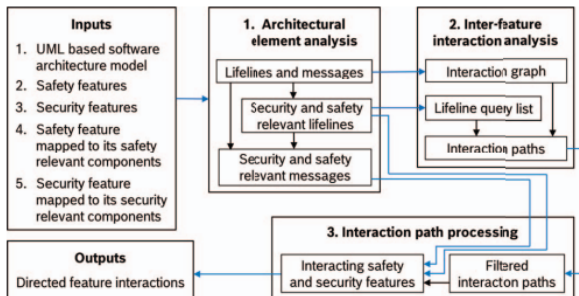 Inputs
1. UML based software
architecture model
2. Safety features
3. Security features
4. Safety feature
mapped to its safety
relevant components
5. Security feature
mapped to its security
relevant components
1. Architectural
element analysis
Lifelines and messages
Security and safety
relevant lifelines
Security and safety
relevant messages
2. Inter-feature
interaction analysis
Interaction graph
Lifeline query list
Interaction paths
3. Interaction path processing
Interacting safety
and security features
Filtered
interacton paths
Outputs
Directed feature interactions